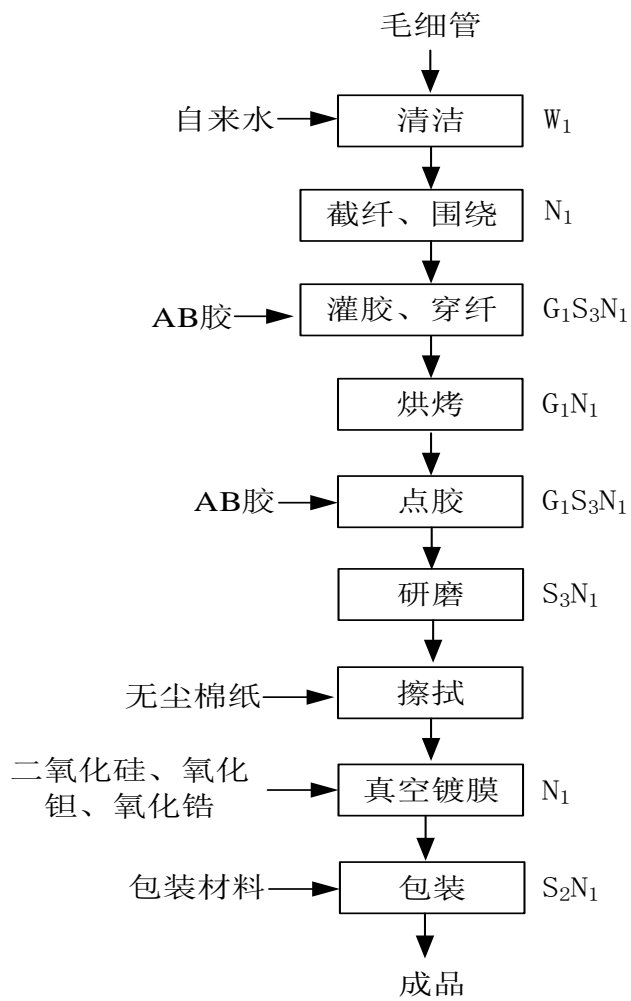 毛细管
自来水 清洁 W₁
截纤、围绕 N₁
AB胶 灌胶、穿纤 G₁S₃N₁
烘烤 G₁N₁
AB胶 点胶 G₁S₃N₁
研磨 S₃N₁
无尘棉纸 擦拭
二氧化硅、氧化
钽、氧化锆
真空镀膜 N₁
包装材料 包装 S₂N₁
成品